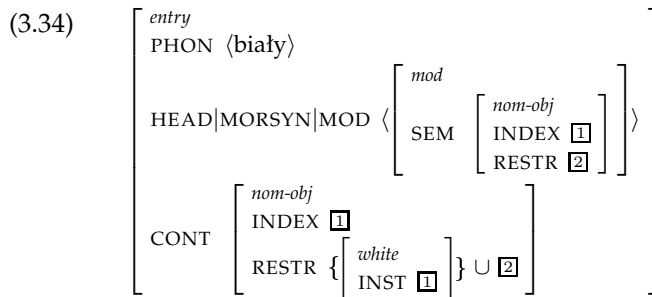 (3.34)
entry
PHON ⟨biały⟩
mod
HEAD|MORSYN|MOD ⟨ SEM nom-obj INDEX 1 RESTR 2 ⟩
nom-obj
INDEX 1
CONT RESTR { white INST 1 } ∪ 2